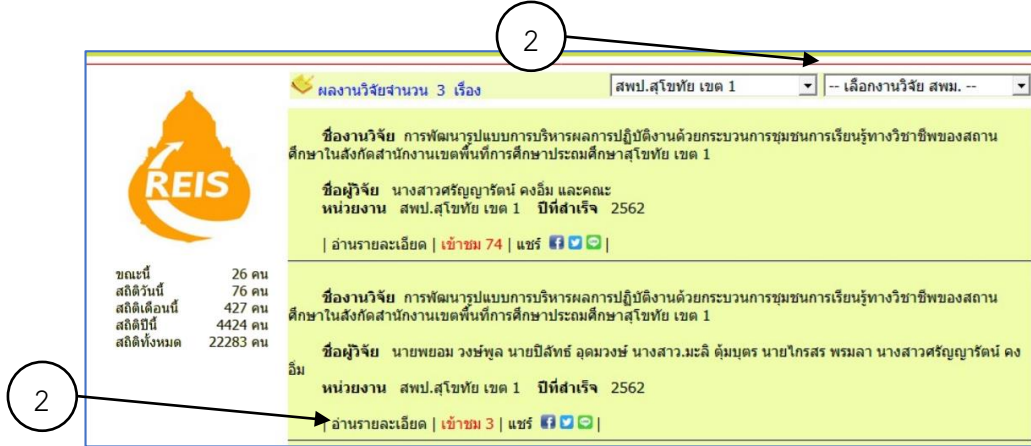 2
ผลงานวิจัยจำนวน 3 เรื่อง
สพป.สุโขทัย เขต 1
-- เลือกงานวิจัย สพม. --
REIS
ชื่องานวิจัย การพัฒนารูปแบบการบริหารผลการปฏิบัติงานด้วยกระบวนการชุมชนการเรียนรู้ทางวิชาชีพของสถาน
ศึกษาในสังกัดสำนักงานเขตพื้นที่การศึกษาประถมศึกษาสุโขทัย เขต 1
ชื่อผู้วิจัย นางสาวศรัญญารัตน์ คงอิ่ม และคณะ
หน่วยงาน สพป.สุโขทัย เขต 1 ปีที่สำเร็จ 2562
| อ่านรายละเอียด | เข้าชม 74 | แชร์ |
ขณะนี้ 26 คน
สถิติวันนี้ 76 คน
สถิติเดือนนี้ 427 คน
สถิติปีนี้ 4424 คน
สถิติทั้งหมด 22283 คน
ชื่องานวิจัย การพัฒนารูปแบบการบริหารผลการปฏิบัติงานด้วยกระบวนการชุมชนการเรียนรู้ทางวิชาชีพของสถาน
ศึกษาในสังกัดสำนักงานเขตพื้นที่การศึกษาประถมศึกษาสุโขทัย เขต 1
ชื่อผู้วิจัย นายพยอม วงษ์พูล นายปิลัทธ์ อุดมวงษ์ นางสาว.มะลิ ตุ้มบุตร นายไกรสร พรมลา นางสาวศรัญญารัตน์ คง
อิ่ม
หน่วยงาน สพป.สุโขทัย เขต 1 ปีที่สำเร็จ 2562
2
| อ่านรายละเอียด | เข้าชม 3 | แชร์ |